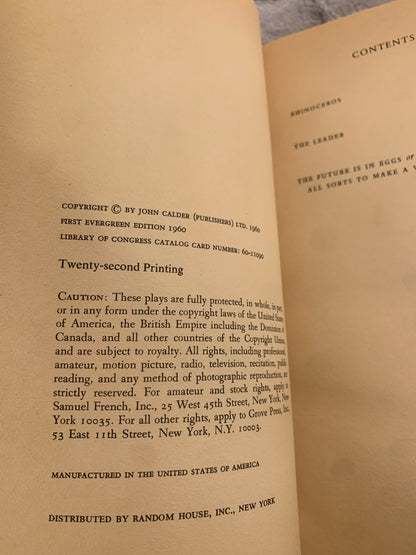 COPYRIGHT © BY JOHN CALDER (PUBLISHERS) LTD. 1960
FIRST EVERGREEN EDITION 1960
LIBRARY OF CONGRESS CATALOG CARD NUMBER: 60-11090
Twenty-second Printing
CAUTION: These plays are fully protected, in whole, in part
or in any form under the copyright laws of the United States
of America, the British Empire including the Dominion of
Canada, and all other countries of the Copyright Union,
and are subject to royalty. All rights, including professional,
amateur, motion picture, radio, television, recitation, public
reading, and any method of photographic reproduction, are
strictly reserved. For amateur and stock rights, apply to
Samuel French, Inc., 25 West 45th Street, New York, New
York 10035. For all other rights, apply to Grove Press, Inc.,
53 East 11th Street, New York, N.Y. 10003.
MANUFACTURED IN THE UNITED STATES OF AMERICA
DISTRIBUTED BY RANDOM HOUSE, INC., NEW YORK
CONTENTS
RHINOCEROS
THE LEADER
THE FUTURE IS IN EGGS or
ALL SORTS TO MAKE A